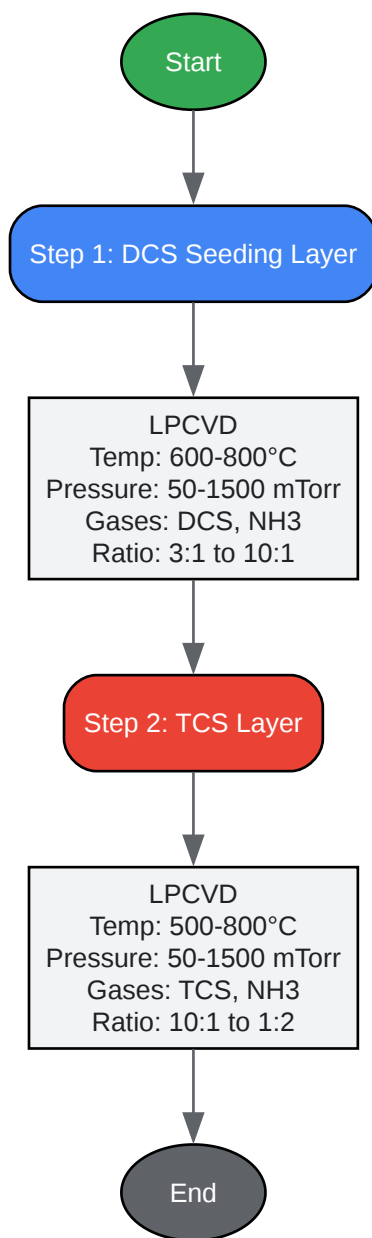 Start
Step 1: DCS Seeding Layer
LPCVD
Temp: 600-800°C
Pressure: 50-1500 mTorr
Gases: DCS, NH3
Ratio: 3:1 to 10:1
Step 2: TCS Layer
LPCVD
Temp: 500-800°C
Pressure: 50-1500 mTorr
Gases: TCS, NH3
Ratio: 10:1 to 1:2
End